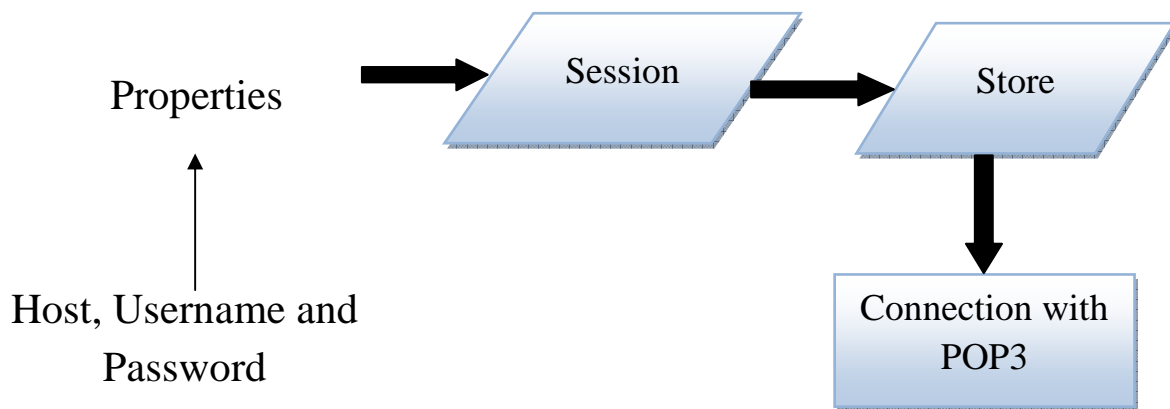 Properties
Session
Store
Host, Username and
Password
Connection with
POP3